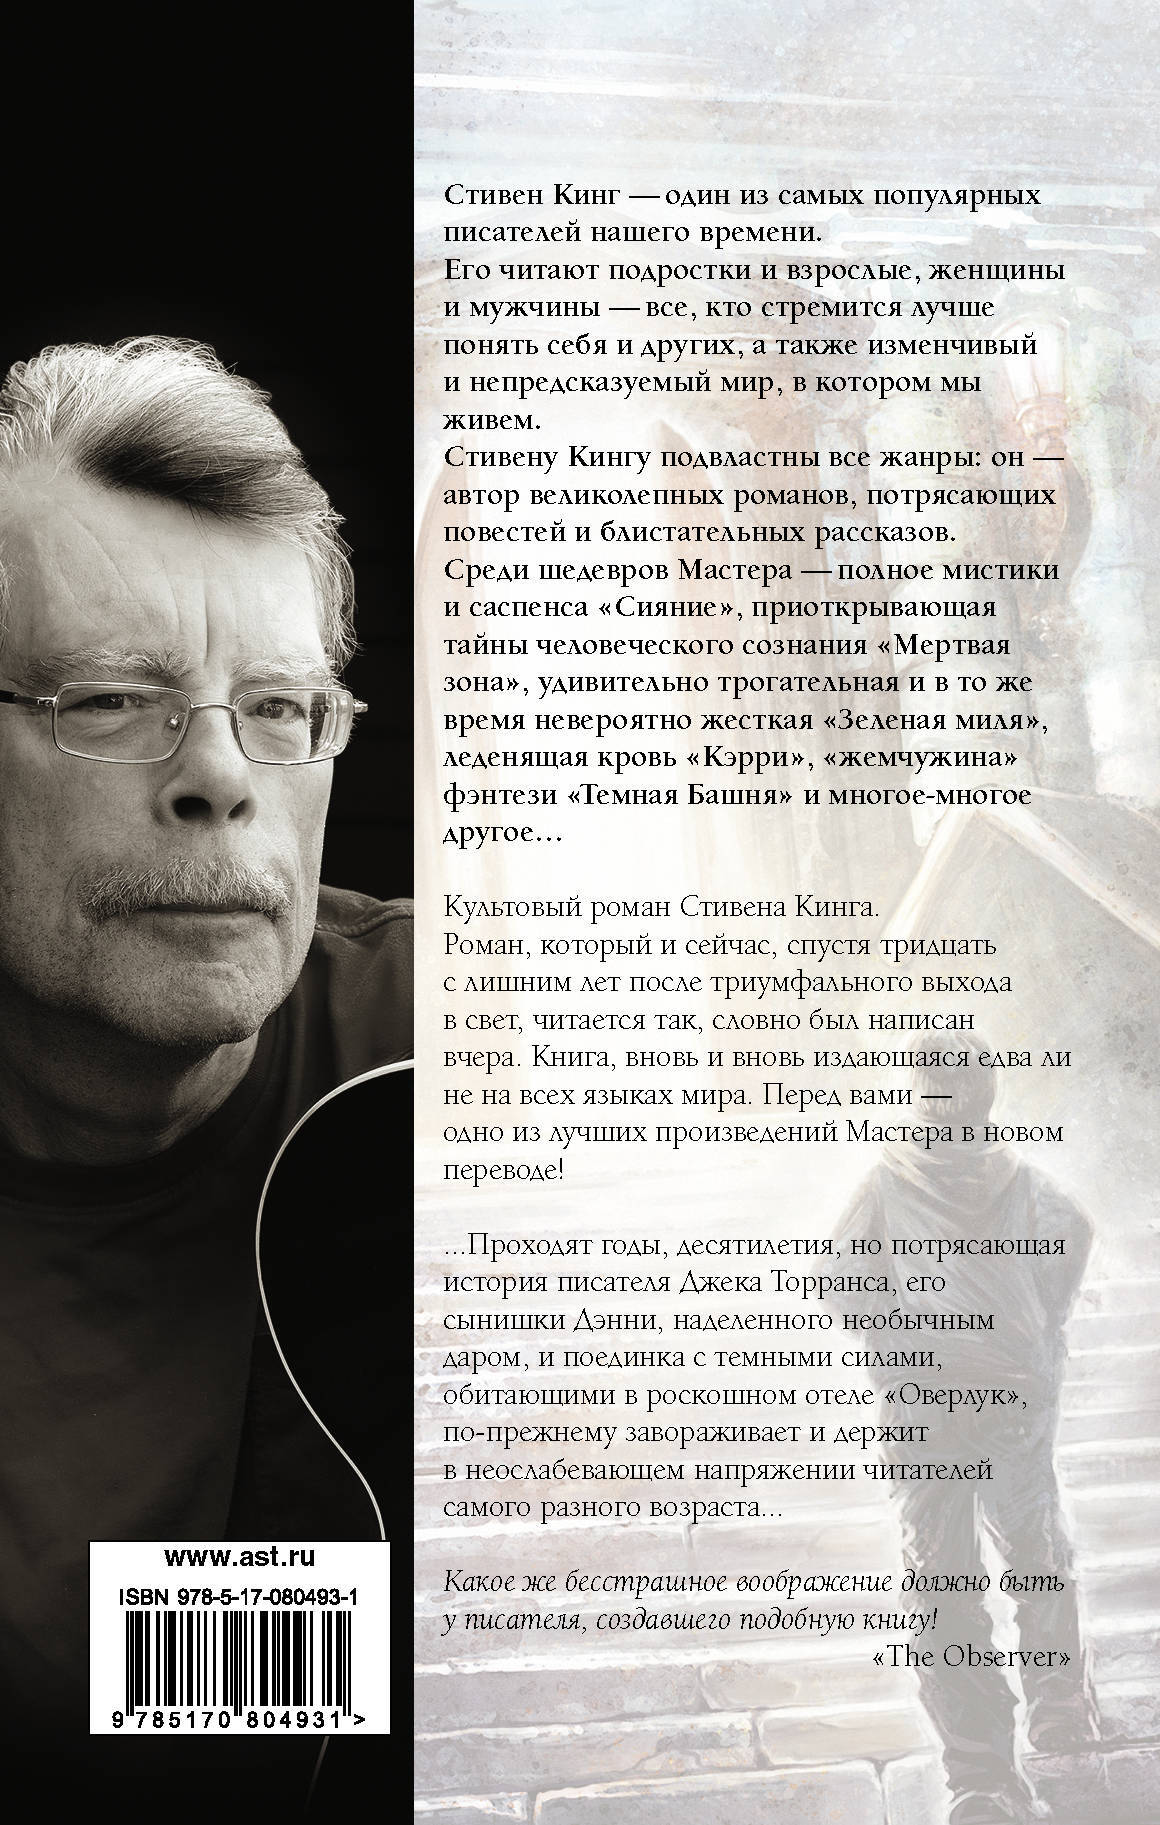 Стивен Кинг — один из самых популярных
писателей нашего времени.
Его читают подростки и взрослые, женщины
и мужчины — все, кто стремится лучше
понять себя и других, а также изменчивый
и непредсказуемый мир, в котором мы
живем.
Стивену Кингу подвластны все жанры: он —
автор великолепных романов, потрясающих
повестей и блистательных рассказов.
Среди шедевров Мастера — полное мистики
и саспенса «Сияние», приоткрывающая
тайны человеческого сознания «Мертвая
зона», удивительно трогательная и в то же
время невероятно жесткая «Зеленая миля»,
леденящая кровь «Кэрри», «жемчужина»
фэнтези «Темная Башня» и многое-многое
другое...
Культовый роман Стивена Кинга.
Роман, который и сейчас, спустя тридцать
с лишним лет после триумфального выхода
в свет, читается так, словно был написан
вчера. Книга, вновь и вновь издающаяся едва ли
не на всех языках мира. Перед вами —
одно из лучших произведений Мастера в новом
переводе!
...Проходят годы, десятилетия, но потрясающая
история писателя Джека Торранса, его
сынишки Дэнни, наделенного необычным
даром, и поединка с темными силами,
обитающими в роскошном отеле «Оверлук»,
по-прежнему завораживает и держит
в неослабевающем напряжении читателей
самого разного возраста...
Какое же бесстрашное воображение должно быть
у писателя, создавшего подобную книгу!
«The Observer»
www.ast.ru
ISBN 978-5-17-080493-1
9 785170 804931 >